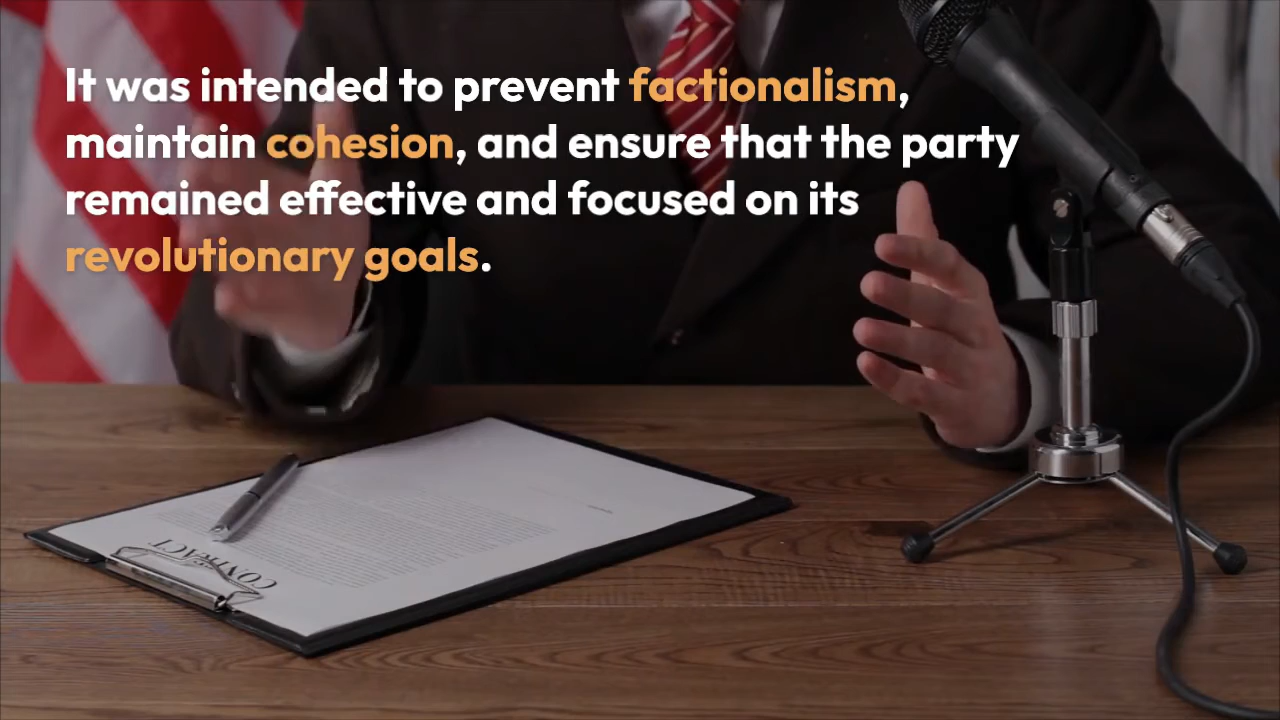 It was intended to prevent factionalism,
maintain cohesion, and ensure that the party
remained effective and focused on its
revolutionary goals.
CONTRACT